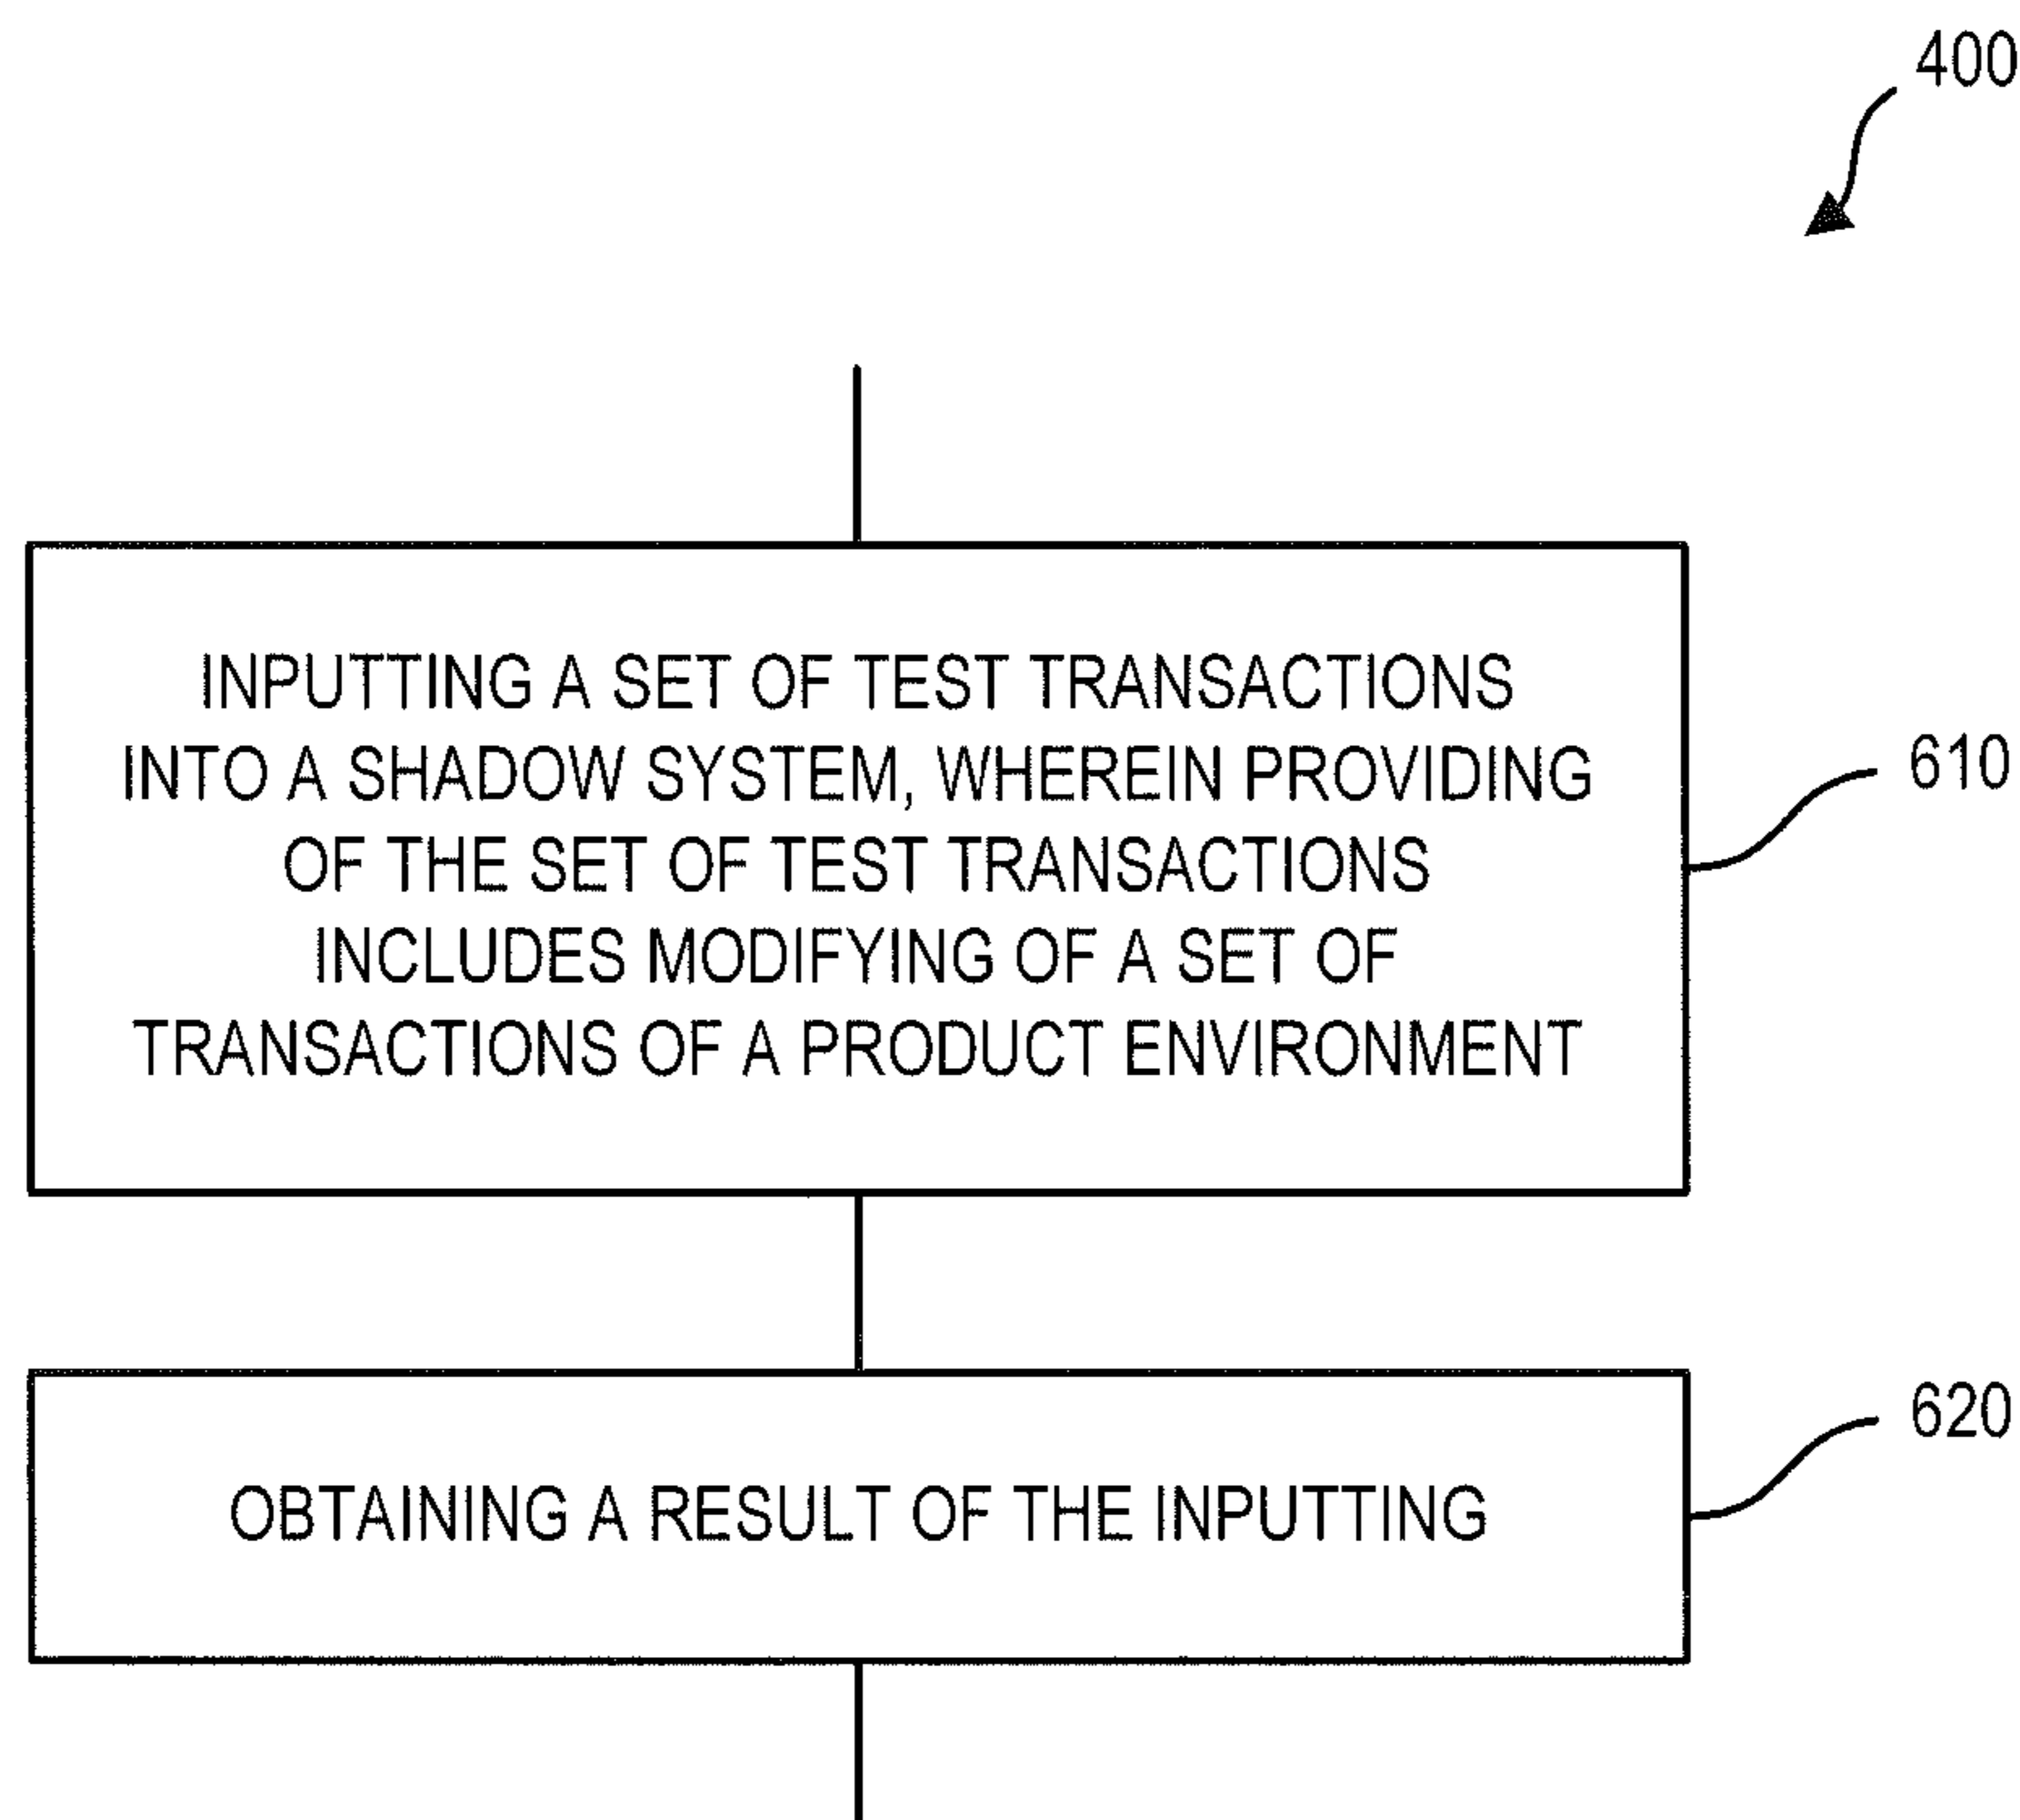 400
INPUTTING A SET OF TEST TRANSACTIONS
INTO A SHADOW SYSTEM, WHEREIN PROVIDING
OF THE SET OF TEST TRANSACTIONS
INCLUDES MODIFYING OF A SET OF
TRANSACTIONS OF A PRODUCT ENVIRONMENT
610
OBTAINING A RESULT OF THE INPUTTING
620